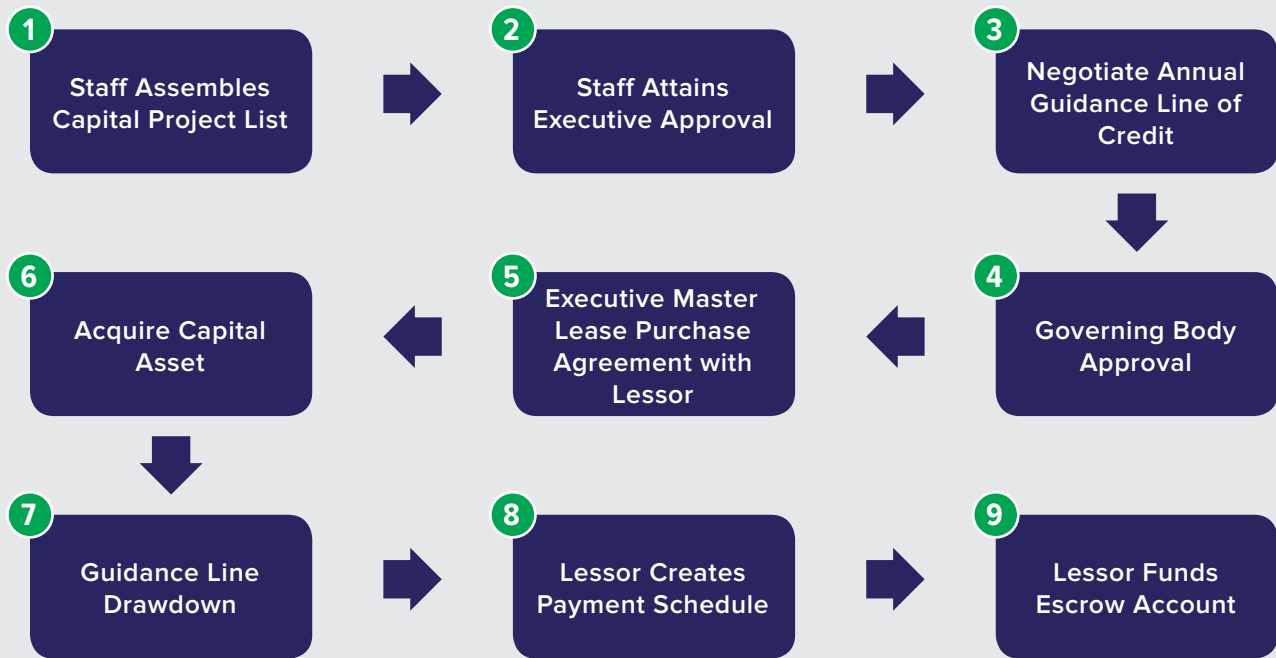 1
Staff Assembles
Capital Project List
2
Staff Attains
Executive Approval
3
Negotiate Annual
Guidance Line of
Credit
4
Governing Body
Approval
5
Executive Master
Lease Purchase
Agreement with
Lessor
6
Acquire Capital
Asset
7
Guidance Line
Drawdown
8
Lessor Creates
Payment Schedule
9
Lessor Funds
Escrow Account